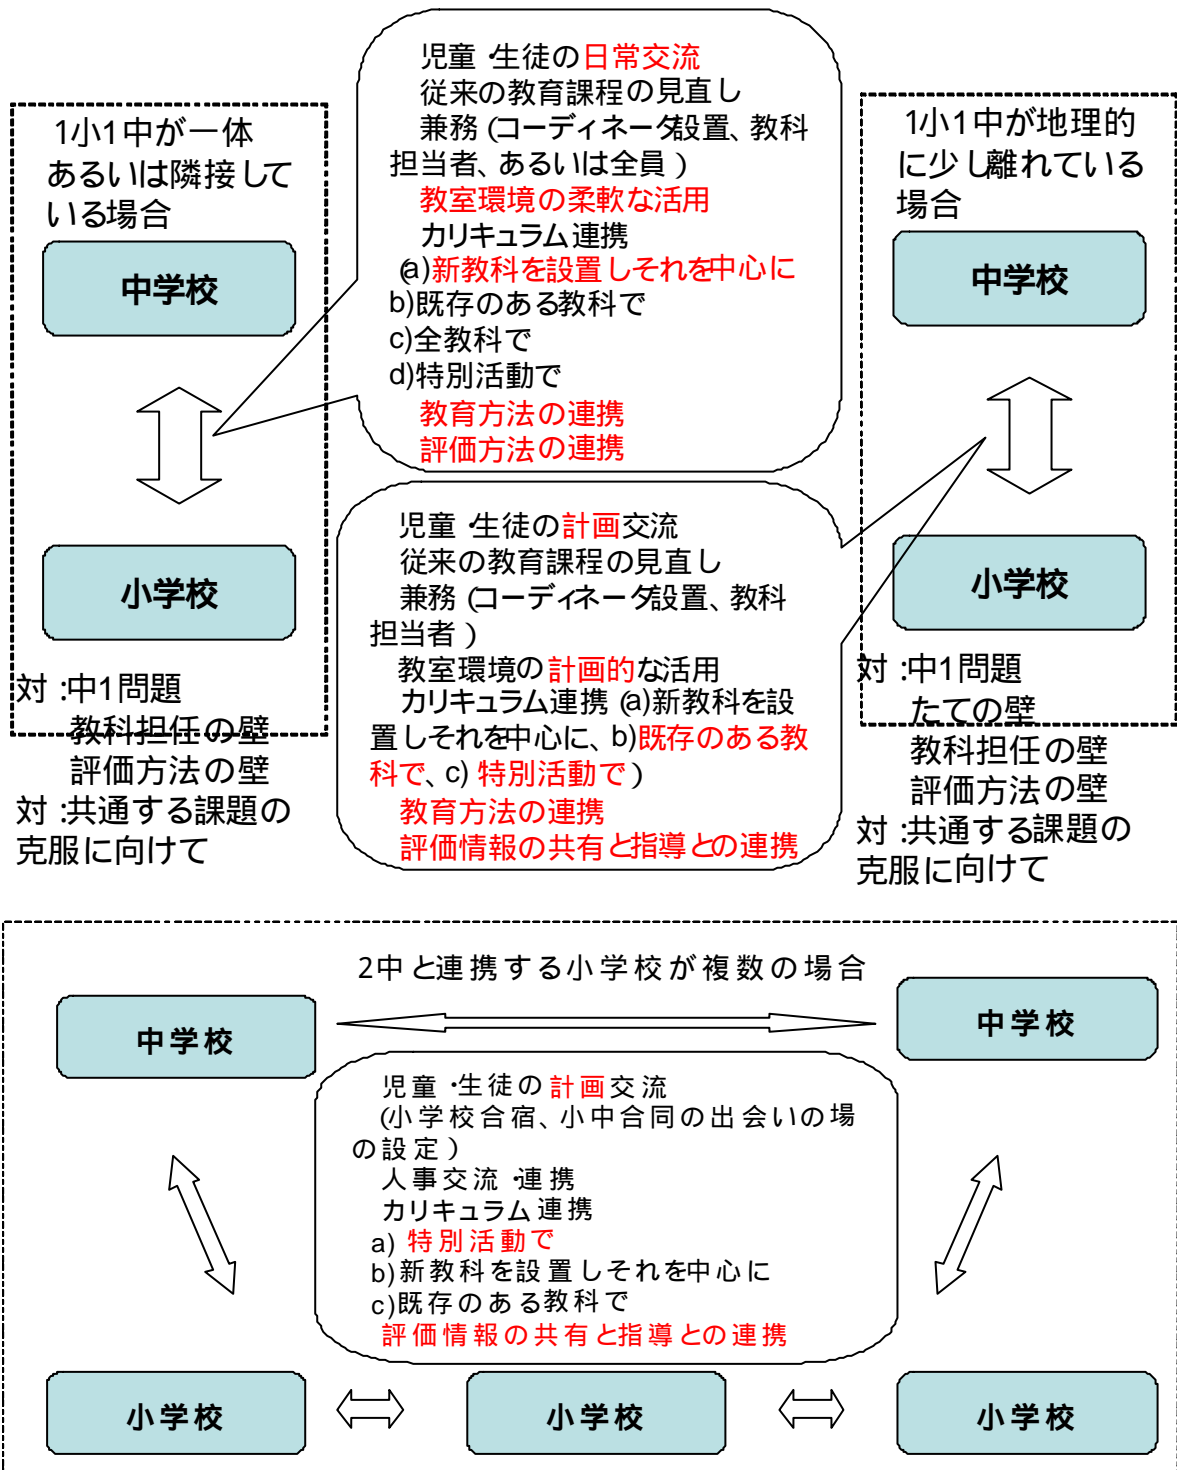 1小1中が一体
あるいは隣接して
いる場合
中学校
小学校
対:中1問題
教科担任の壁
評価方法の壁
対:共通する課題の
克服に向けて
児童・生徒の日常交流
従来の教育課程の見直し
兼務(コーディネータ設置、教科
担当者、あるいは全員)
教室環境の柔軟な活用
カリキュラム連携
(a)新教科を設置しそれを中心に
b)既存のある教科で
c)全教科で
d)特別活動で
教育方法の連携
評価方法の連携
児童・生徒の計画交流
従来の教育課程の見直し
兼務(コーディネータ設置、教科
担当者)
教室環境の計画的な活用
カリキュラム連携(a)新教科を設
置しそれを中心に、b)既存のある教
科で、c)特別活動で)
教育方法の連携
評価情報の共有と指導との連携
1小1中が地理的
に少し離れている
場合
中学校
小学校
対:中1問題
たての壁
教科担任の壁
評価方法の壁
対:共通する課題の
克服に向けて
2中と連携する小学校が複数の場合
中学校
中学校
児童・生徒の計画交流
(小学校合宿、小中合同の出会いの場
の設定)
人事交流・連携
カリキュラム連携
a)特別活動で
b)新教科を設置しそれを中心に
c)既存のある教科で
評価情報の共有と指導との連携
小学校
小学校
小学校